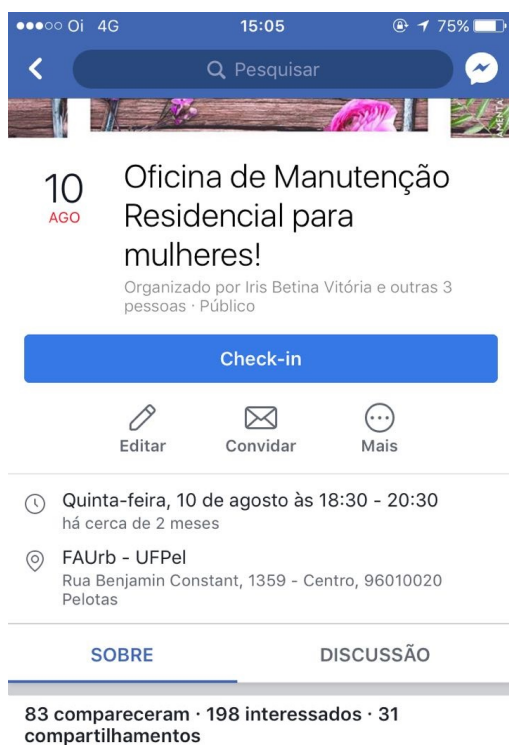 Oi 4G 15:05 75%
Pesquisar
AMENTA
10
AGO
Oficina de Manutenção
Residencial para
mulheres!
Organizado por Iris Betina Vitória e outras 3
pessoas · Público
Check-in
Editar Convidar Mais
Quinta-feira, 10 de agosto às 18:30 - 20:30
há cerca de 2 meses
FAUrb - UFPel
Rua Benjamin Constant, 1359 - Centro, 96010020
Pelotas
SOBRE DISCUSSÃO
83 compareceram · 198 interessados · 31
compartilhamentos